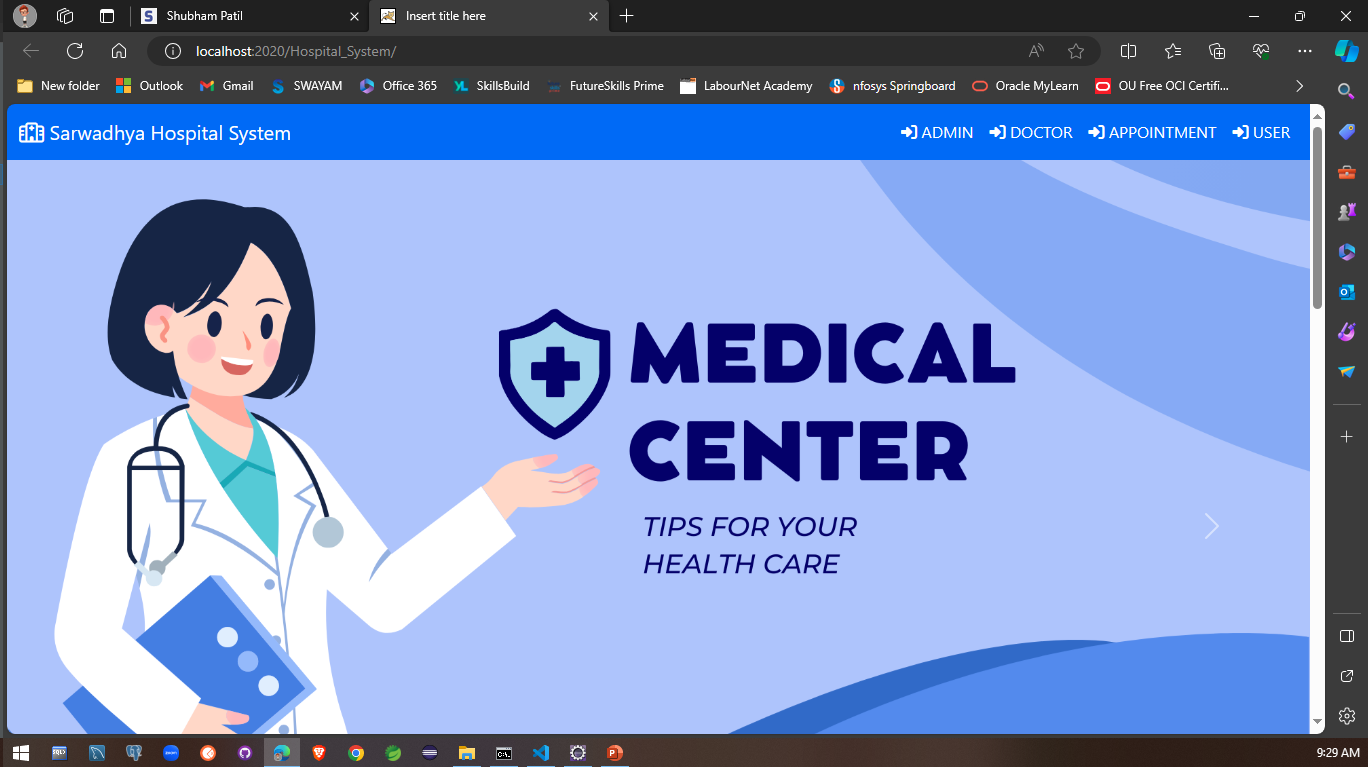 Shubham Patil
Insert title here
localhost:2020/Hospital_System/
New folder Outlook Gmail SWAYAM Office 365 SkillsBuild FutureSkills Prime LabourNet Academy nfosys Springboard Oracle MyLearn OU Free OCI Certifi...
Sarwadhya Hospital System ADMIN DOCTOR APPOINTMENT USER
MEDICAL
CENTER
TIPS FOR YOUR
HEALTH CARE
9:29 AM